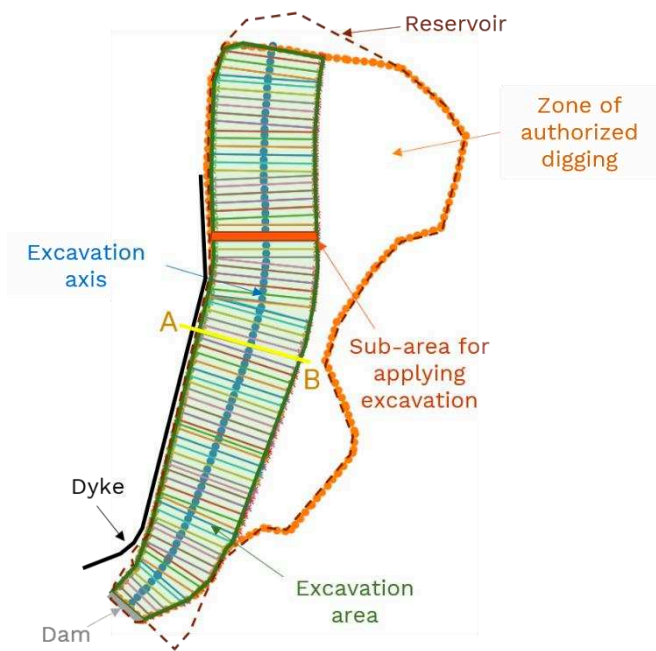 Reservoir
Zone of
authorized
digging
Excavation
axis
A
B
Sub-area for
applying
excavation
Dyke
Excavation
area
Dam